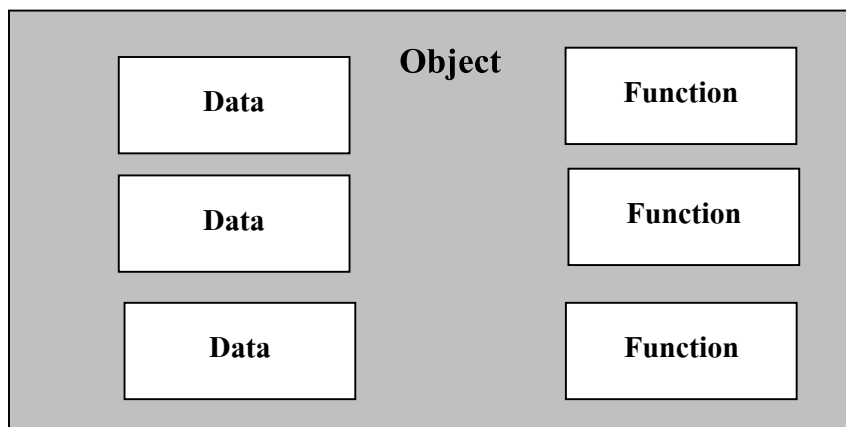 Object
Data
Function
Data
Function
Data
Function